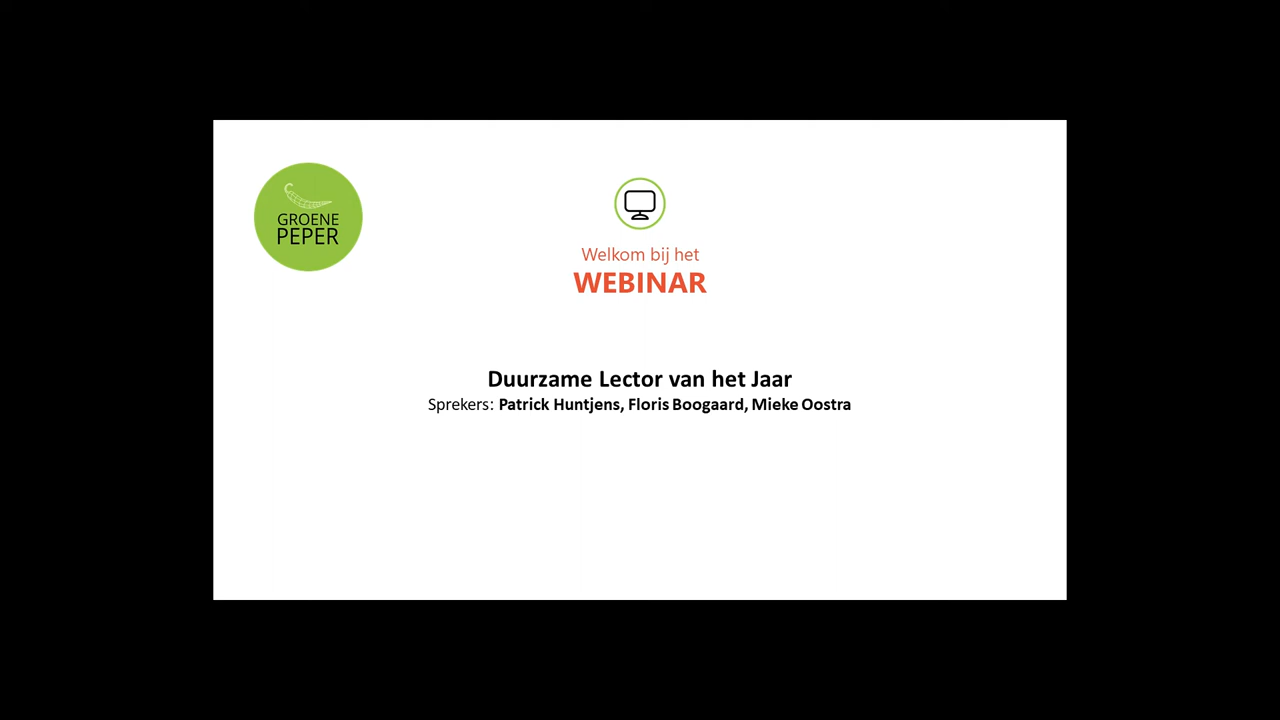 GROENE
PEPER
Welkom bij het
WEBINAR
Duurzame Lector van het Jaar
Sprekers: Patrick Huntjens, Floris Boogaard, Mieke Oostra